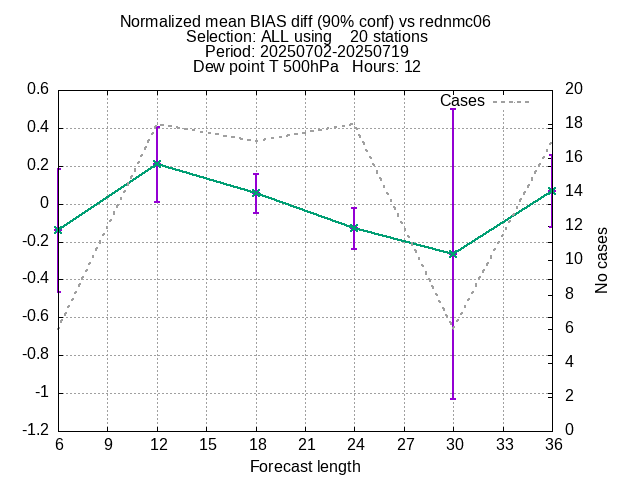 Normalized mean BIAS diff (90% conf) vs rednmc06
Selection: ALL using    20 stations
Period: 20250702-20250719
Dew point T 500hPa   Hours: 12
Cases
0.6
0.4
0.2
0
-0.2
-0.4
-0.6
-0.8
-1
-1.2
20
18
16
14
12
10
8
6
4
2
0
No cases
6 9 12 15 18 21 24 27 30 33 36
Forecast length